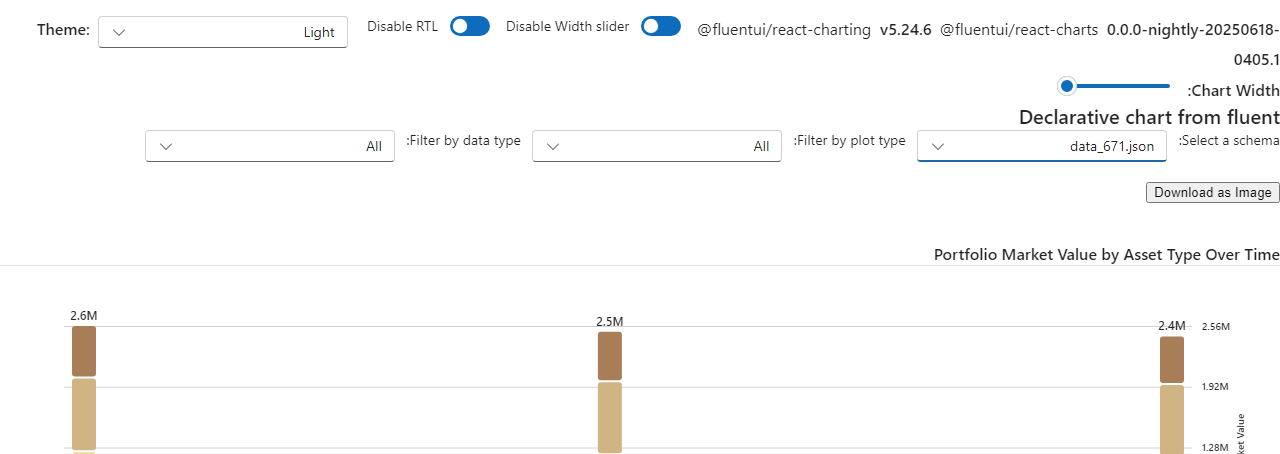 Theme:
Light
Disable RTL
Disable Width slider
@fluentui/react-charting v5.24.6 @fluentui/react-charts 0.0.0-nightly-20250618-
0405.1
:Chart Width
Declarative chart from fluent
:Select a schema
data_671.json
:Filter by plot type
All
:Filter by data type
All
Download as Image
Portfolio Market Value by Asset Type Over Time
2.6M
2.5M
2.4M
2.56M
1.92M
1.28M
Value